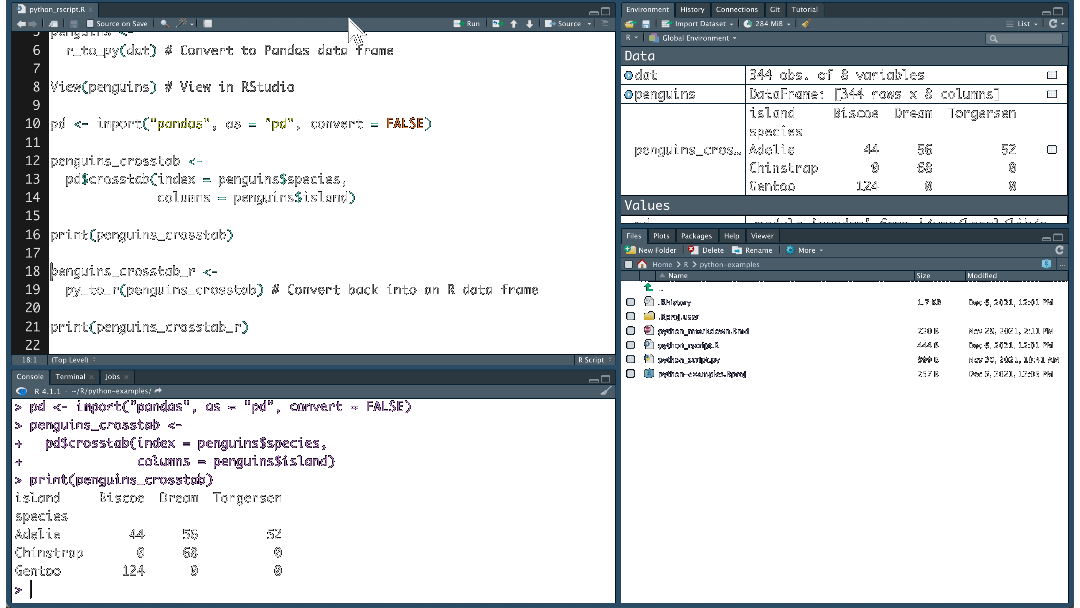 python_rscript.R
Source on Save Run Source
5 penguins <-
6 r_to_py(dat) # Convert to Pandas data frame
7
8 View(penguins) # View in RStudio
9
10 pd <- import("pandas", as = "pd", convert = FALSE)
11
12 penguins_crosstab <-
13 pd$crosstab(index = penguins$species,
14 columns = penguins$island)
15
16 print(penguins_crosstab)
17
18 penguins_crosstab_r <-
19 py_to_r(penguins_crosstab) # Convert back into an R data frame
20
21 print(penguins_crosstab_r)
22
18:1 (Top Level) R Script
Console Terminal Jobs
R 4.1.1 · ~/R/python-examples/
> pd <- import("pandas", as = "pd", convert = FALSE)
> penguins_crosstab <-
+ pd$crosstab(index = penguins$species,
+ columns = penguins$island)
> print(penguins_crosstab)
island Biscoe Dream Torgersen
species
Adelie 44 56 52
Chinstrap 0 68 0
Gentoo 124 0 0
>
Environment History Connections Git Tutorial
Import Dataset 284 MiB List
R Global Environment
Data
dat 344 obs. of 8 variables
penguins DataFrame: [344 rows x 8 columns]
island Biscoe Dream Torgersen
species
penguins_cros… Adelie 44 56 52
Chinstrap 0 68 0
Gentoo 124 0 0
Values
Files Plots Packages Help Viewer
New Folder Delete Rename More
Home > R > python-examples
Name Size Modified
..
.Rhistory 1.7 KB Dec 5, 2021, 12:01 PM
.Rproj.user
python_rmarkdown.Rmd 230 B Nov 28, 2021, 2:11 PM
python_rscript.R 444 B Dec 5, 2021, 12:01 PM
python_script.py Nov 30, 2021, 10:41 AM
python-examples.Rproj 257 B Dec 5, 2021, 12:05 PM